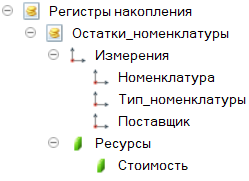 Регистры накопления
Остатки_номенклатуры
Измерения
Номенклатура
Тип_номенклатуры
Поставщик
Ресурсы
Стоимость